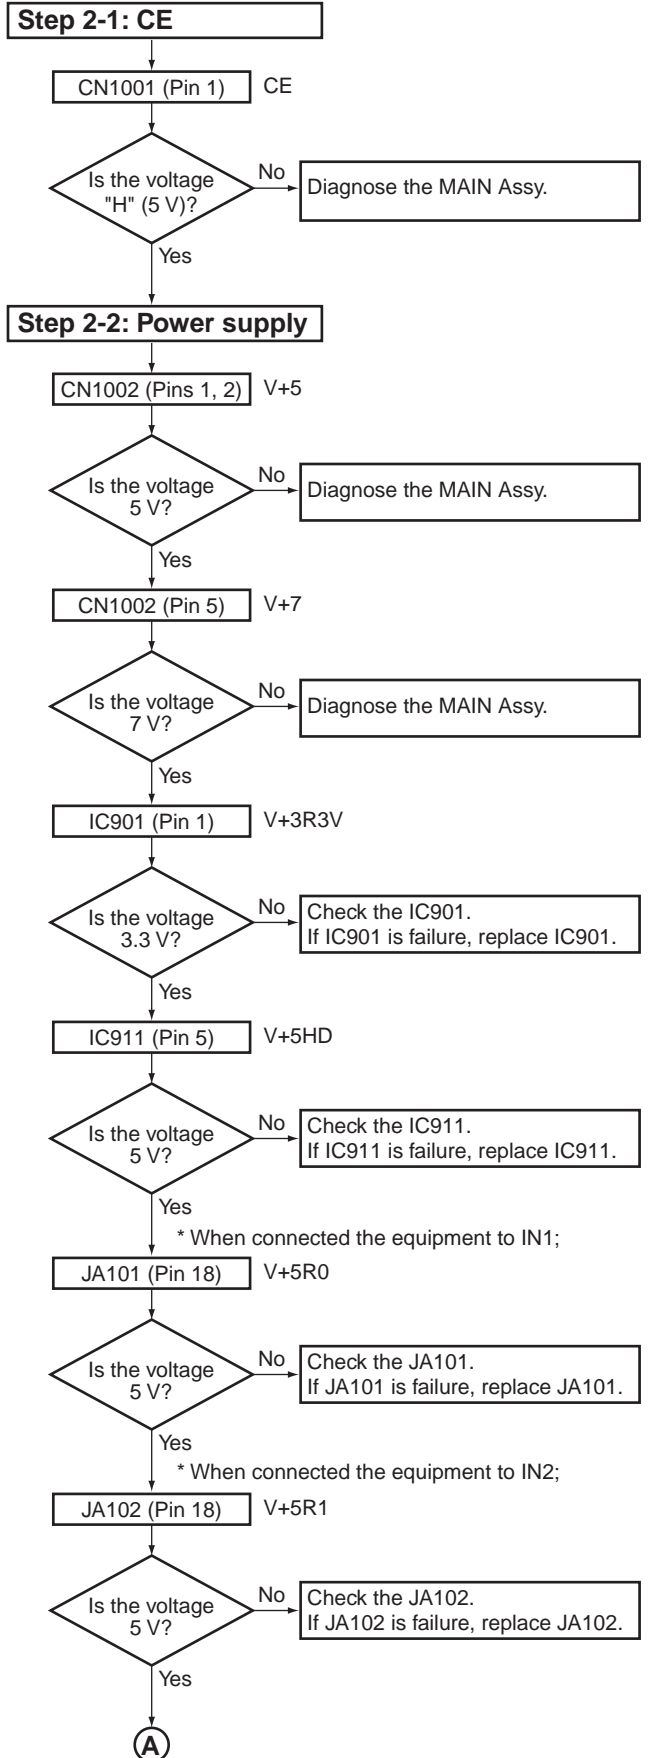 Step 2-1: CE
CN1001 (Pin 1)
CE
Is the voltage
"H" (5 V)?
No
Diagnose the MAIN Assy.
Yes
Step 2-2: Power supply
CN1002 (Pins 1, 2)
V+5
Is the voltage
5 V?
No
Diagnose the MAIN Assy.
Yes
CN1002 (Pin 5)
V+7
Is the voltage
7 V?
No
Diagnose the MAIN Assy.
Yes
IC901 (Pin 1)
V+3R3V
Is the voltage
3.3 V?
No
Check the IC901.
If IC901 is failure, replace IC901.
Yes
IC911 (Pin 5)
V+5HD
Is the voltage
5 V?
No
Check the IC911.
If IC911 is failure, replace IC911.
Yes
* When connected the equipment to IN1;
JA101 (Pin 18)
V+5R0
Is the voltage
5 V?
No
Check the JA101.
If JA101 is failure, replace JA101.
Yes
* When connected the equipment to IN2;
JA102 (Pin 18)
V+5R1
Is the voltage
5 V?
No
Check the JA102.
If JA102 is failure, replace JA102.
Yes
A